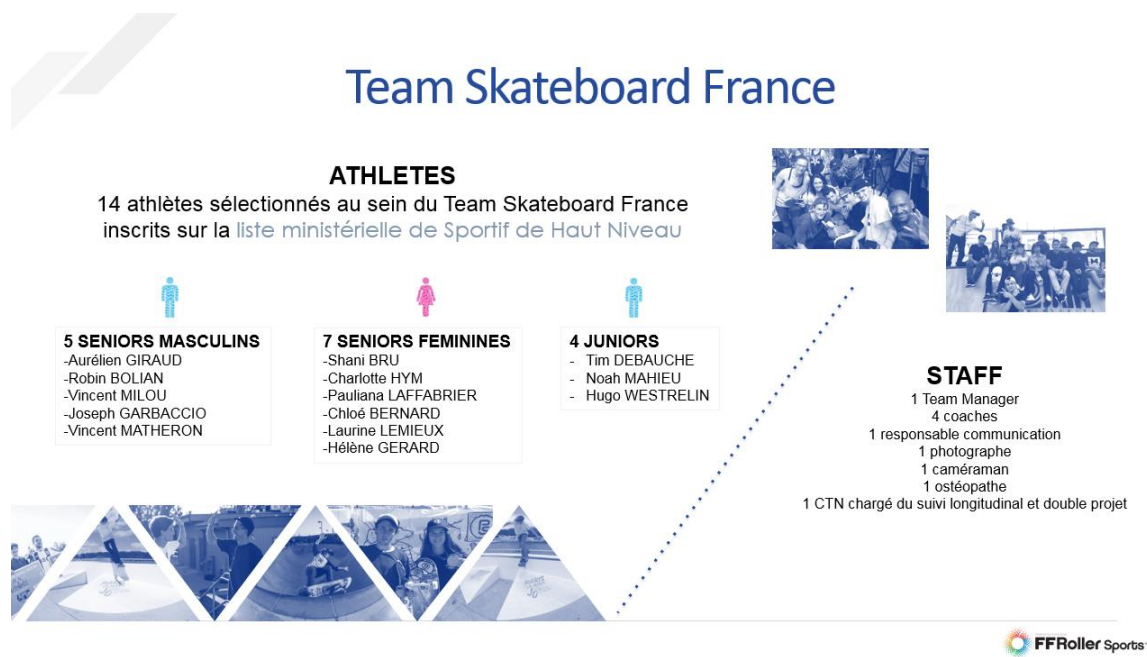 Team Skateboard France
ATHLETES
14 athlètes sélectionnés au sein du Team Skateboard France
inscrits sur la liste ministérielle de Sportif de Haut Niveau
5 SENIORS MASCULINS
-Aurélien GIRAUD
-Robin BOLIAN
-Vincent MILOU
-Joseph GARBACCIO
-Vincent MATHERON
7 SENIORS FEMININES
-Shani BRU
-Charlotte HYM
-Pauliana LAFFABRIER
-Chloé BERNARD
-Laurine LEMIEUX
-Hélène GERARD
4 JUNIORS
- Tim DEBAUCHE
- Noah MAHIEU
- Hugo WESTRELIN
STAFF
1 Team Manager
4 coaches
1 responsable communication
1 photographe
1 caméraman
1 ostéopathe
1 CTN chargé du suivi longitudinal et double projet
FFRoller Sports